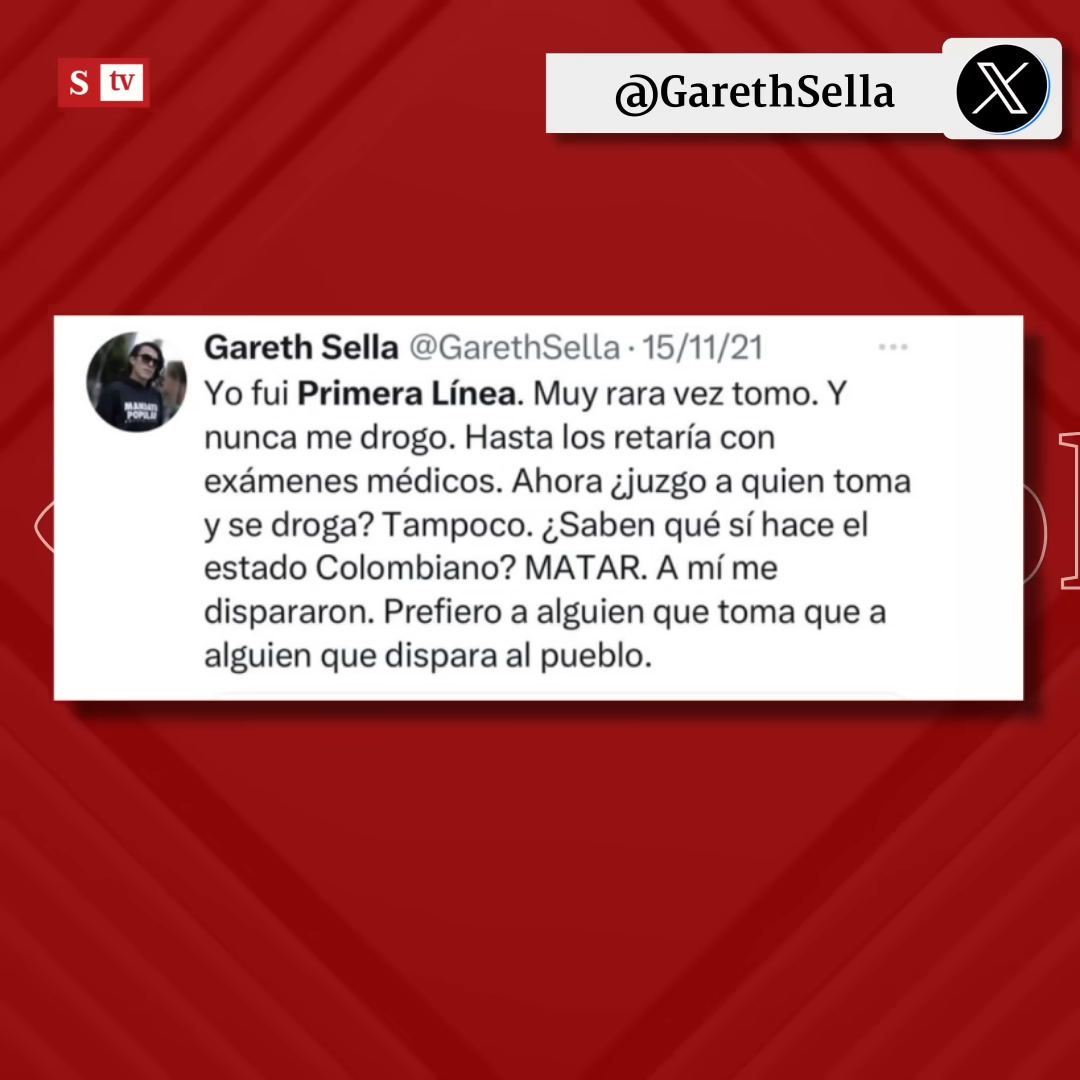 S tv
@GarethSella
Gareth Sella @GarethSella · 15/11/21
Yo fui Primera Línea. Muy rara vez tomo. Y
nunca me drogo. Hasta los retaría con
exámenes médicos. Ahora ¿juzgo a quien toma
y se droga? Tampoco. ¿Saben qué sí hace el
estado Colombiano? MATAR. A mí me
dispararon. Prefiero a alguien que toma que a
alguien que dispara al pueblo.
MANDATO
POPULAR